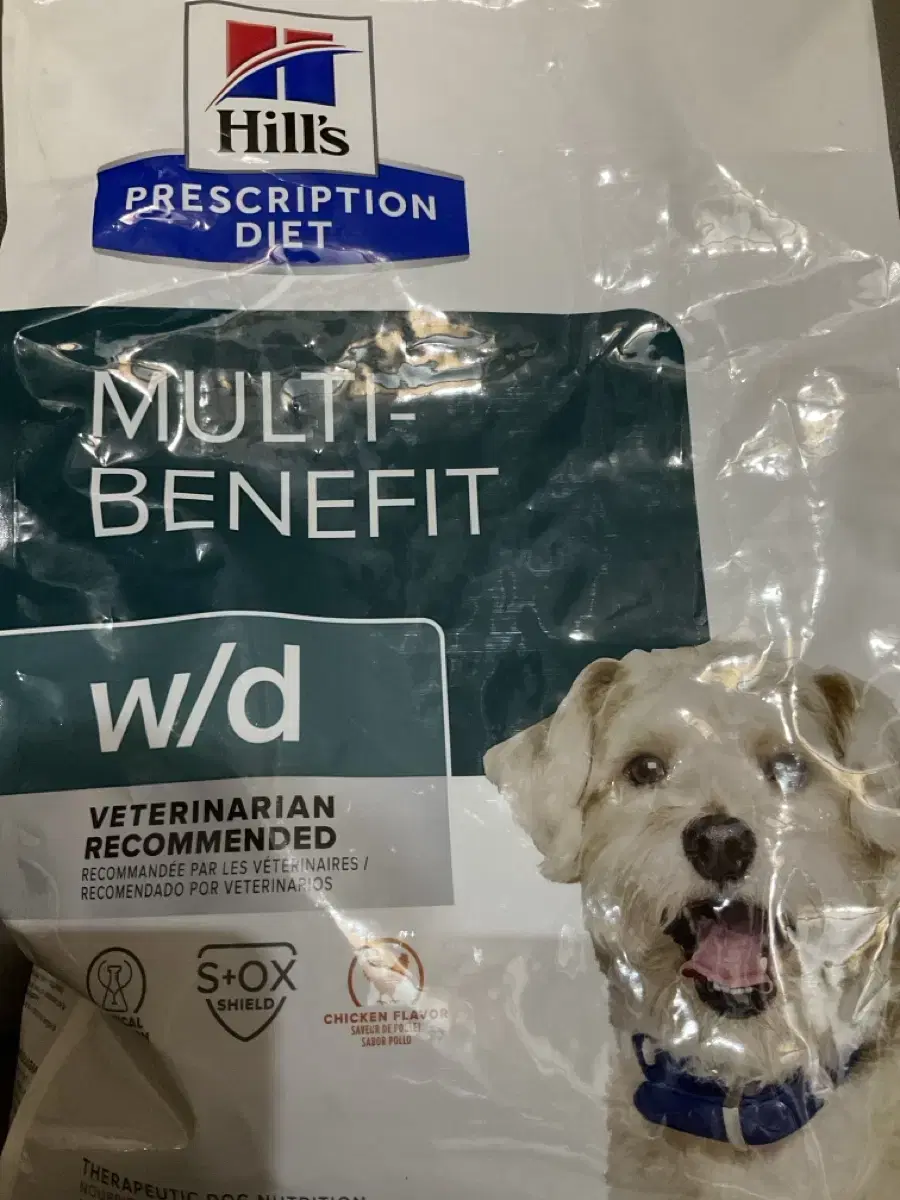 Hill's
PRESCRIPTION
DIET
MULTI-
BENEFIT
w/d
VETERINARIAN
RECOMMENDED
RECOMMANDÉE PAR LES VÉTÉRINAIRES /
RECOMENDADO POR VETERINARIOS
S+OX
SHIELD
CHICKEN FLAVOR
SAVEUR DE POULET
SABOR POLLO
THERAPEUTIC DOG NUTRITION